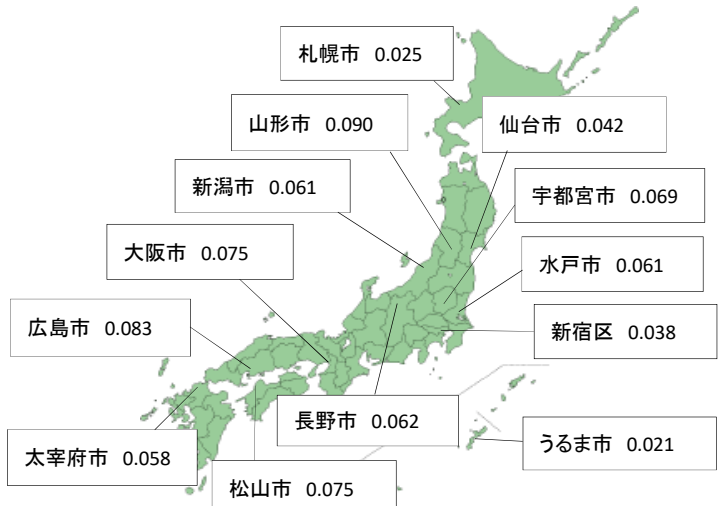 札幌市 0.025
山形市 0.090
仙台市 0.042
新潟市 0.061
宇都宮市 0.069
大阪市 0.075
水戸市 0.061
広島市 0.083
新宿区 0.038
長野市 0.062
うるま市 0.021
太宰府市 0.058
松山市 0.075